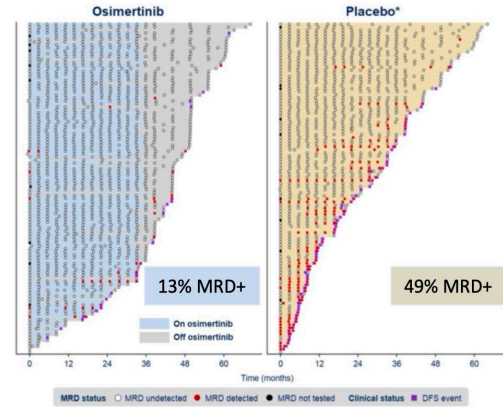 Osimertinib
Placebo*
13% MRD+
49% MRD+
On osimertinib
Off osimertinib
0 12 24 36 48 60
0 12 24 36 48 60
Time (months)
MRD status MRD undetected MRD detected MRD not tested Clinical status DFS event